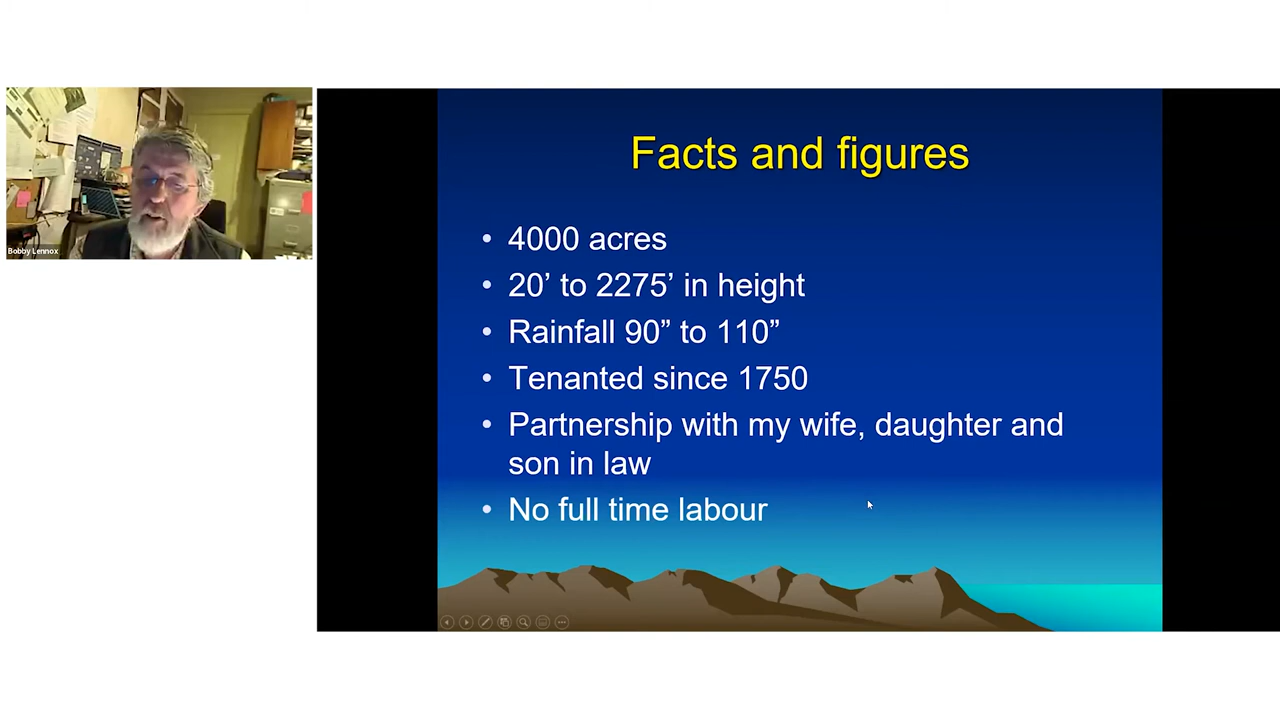 Bobby Lennox
Facts and figures
• 4000 acres
• 20’ to 2275’ in height
• Rainfall 90” to 110”
• Tenanted since 1750
• Partnership with my wife, daughter and
son in law
• No full time labour